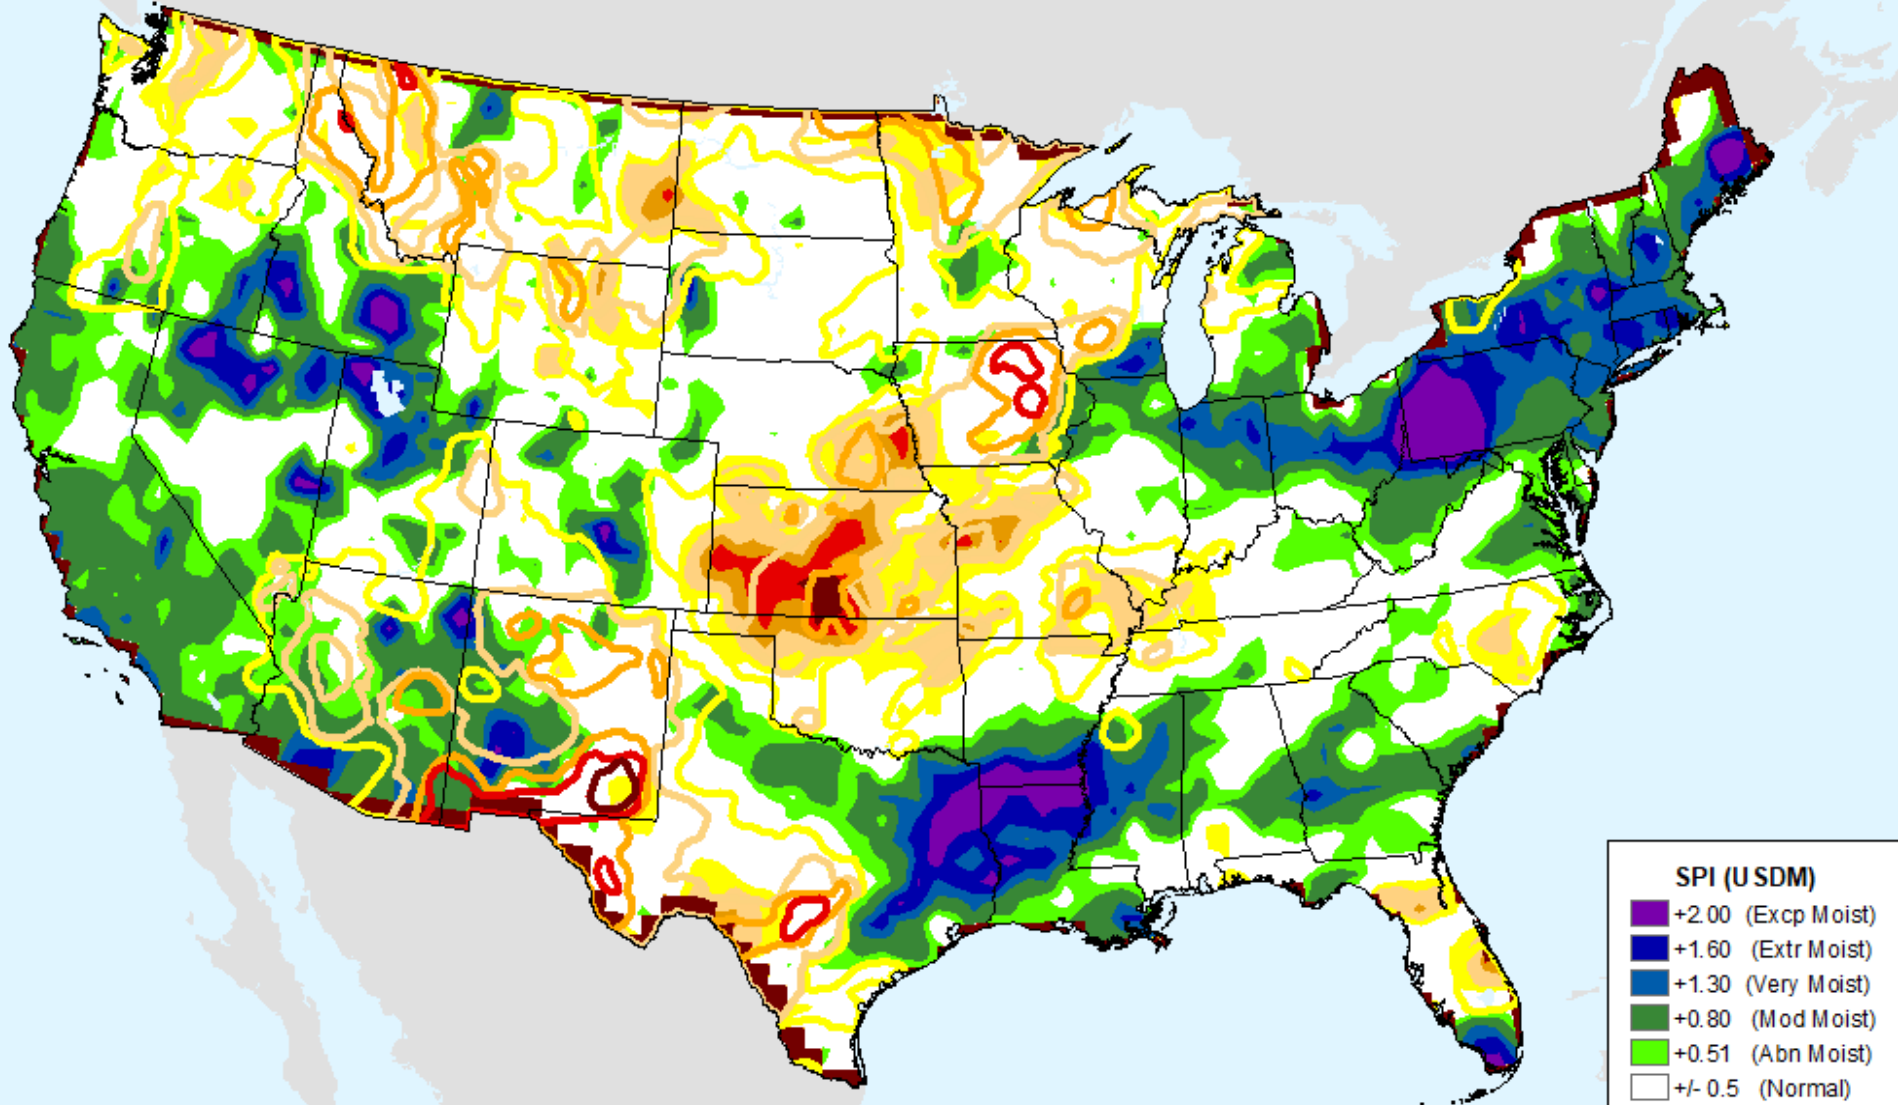 SPI (USDM)
+2.00 (Excp Moist)
+1.60 (Extr Moist)
+1.30 (Very Moist)
+0.80 (Mod Moist)
+0.51 (Abn Moist)
+/- 0.5 (Normal)